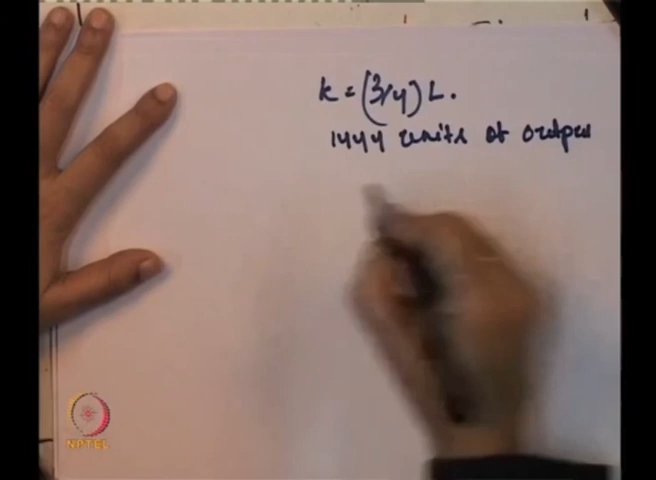 K = (3/4) L.
1444 units of output
NPTEL